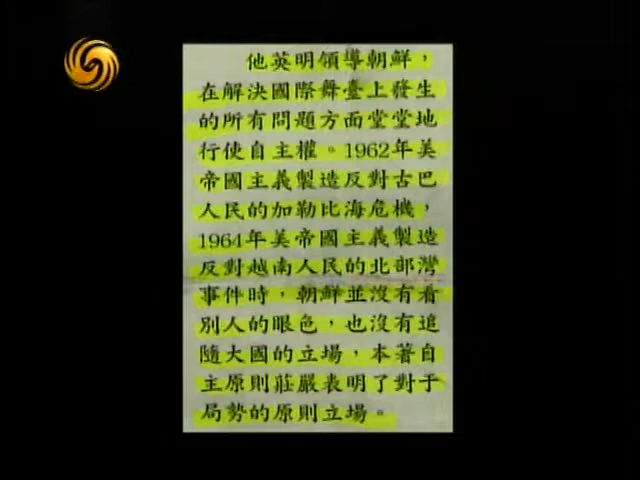 他英明領導朝鮮，
在解決國際舞臺上發生
的所有問題方面堂堂地
行使自主權。1962年美
帝國主義製造反對古巴
人民的加勒比海危機，
1964年美帝國主義製造
反對越南人民的北部灣
事件時，朝鮮並沒有看
別人的眼色，也沒有追
隨大國的立場，本著自
主原則莊嚴表明了對于
局勢的原則立場。